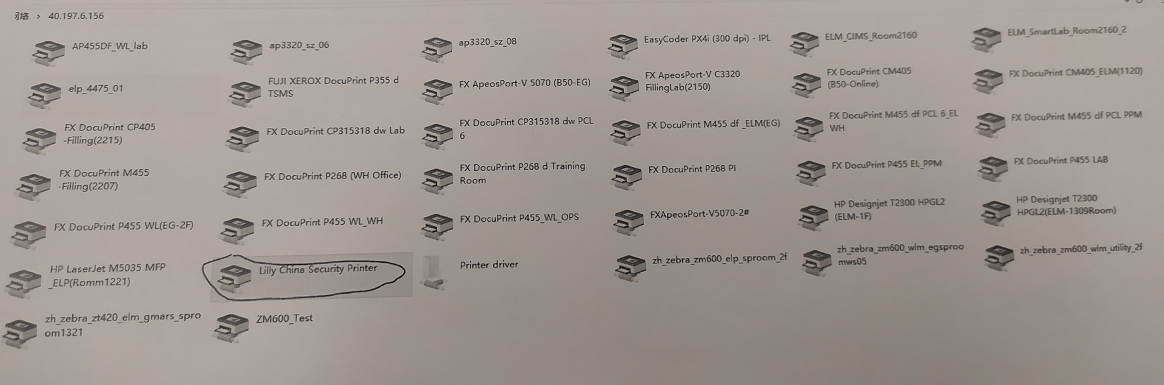 网络 > 40.197.6.156
AP455DF_WL_lab
ap3320_sz_06
ap3320_sz_08
EasyCoder PX4i (300 dpi) - IPL
ELM_CIMS_Room2160
ELM_SmartLab_Room2160_2
elp_4475_01
FUJI XEROX DocuPrint P355 d
TSMS
FX ApeosPort-V 5070 (B50-EG)
FX ApeosPort-V C3320
FillingLab(2150)
FX DocuPrint CM405
(B50-Online)
FX DocuPrint CM405_ELM(1120)
FX DocuPrint CP405
-Filling(2215)
FX DocuPrint CP315318 dw Lab
FX DocuPrint CP315318 dw PCL
6
FX DocuPrint M455 df _ELM(EG)
FX DocuPrint M455 df PCL 6_EL
WH
FX DocuPrint M455 df PCL PPM
FX DocuPrint M455
-Filling(2207)
FX DocuPrint P268 (WH Office)
FX DocuPrint P268 d Training
Room
FX DocuPrint P268 PI
FX DocuPrint P455 EL_PPM
FX DocuPrint P455 LAB
FX DocuPrint P455 WL(EG-2F)
FX DocuPrint P455 WL_WH
FX DocuPrint P455_WL_OPS
FXApeosPort-V5070-2#
HP Designjet T2300 HPGL2
(ELM-1F)
HP Designjet T2300
HPGL2(ELM-1309Room)
HP LaserJet M5035 MFP
_ELP(Romm1221)
Lilly China Security Printer
Printer driver
zh_zebra_zm600_elp_sproom_2f
zh_zebra_zm600_wlm_egsproo
mws05
zh_zebra_zm600_wlm_utility_2f
zh_zebra_zt420_elm_gmars_spro
om1321
ZM600_Test